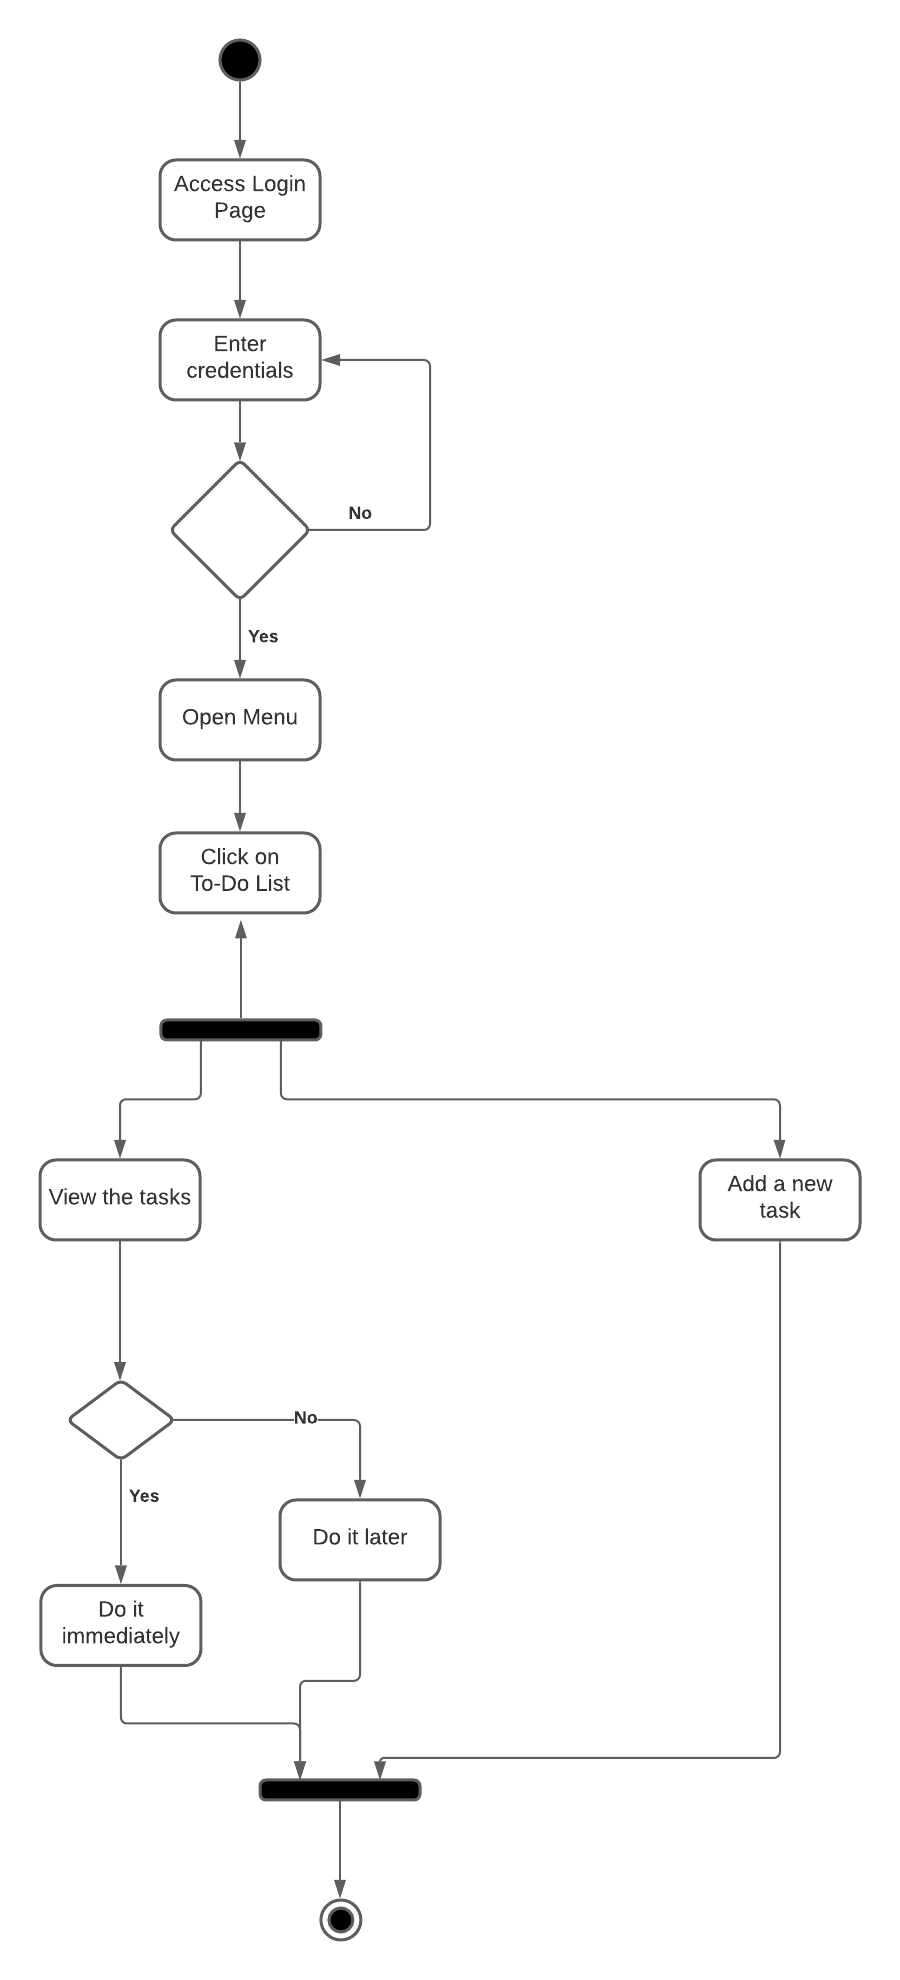 Access Login
Page
Enter
credentials
No
Yes
Open Menu
Click on
To-Do List
View the tasks
Add a new
task
No
Yes
Do it later
Do it
immediately